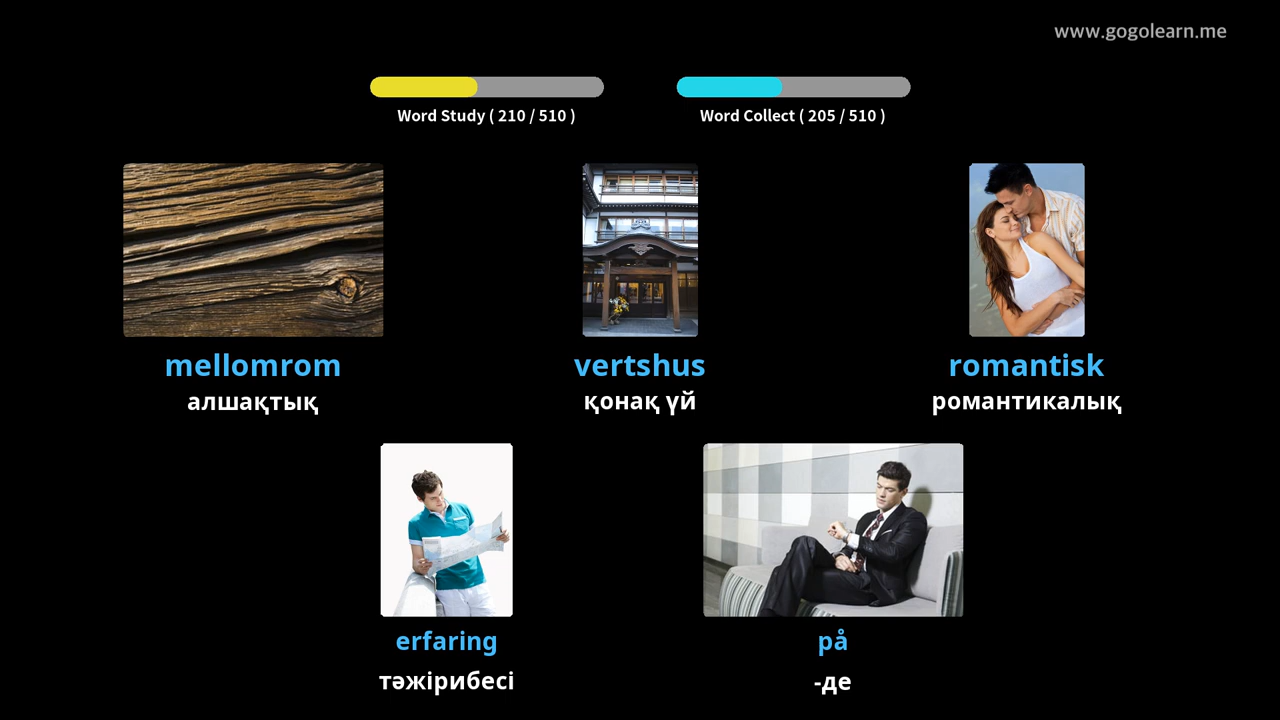 www.gogolearn.me
Word Study ( 210 / 510 )
Word Collect ( 205 / 510 )
mellomrom
алшақтық
vertshus
қонақ үй
romantisk
романтикалық
erfaring
тәжірибесі
på
-де